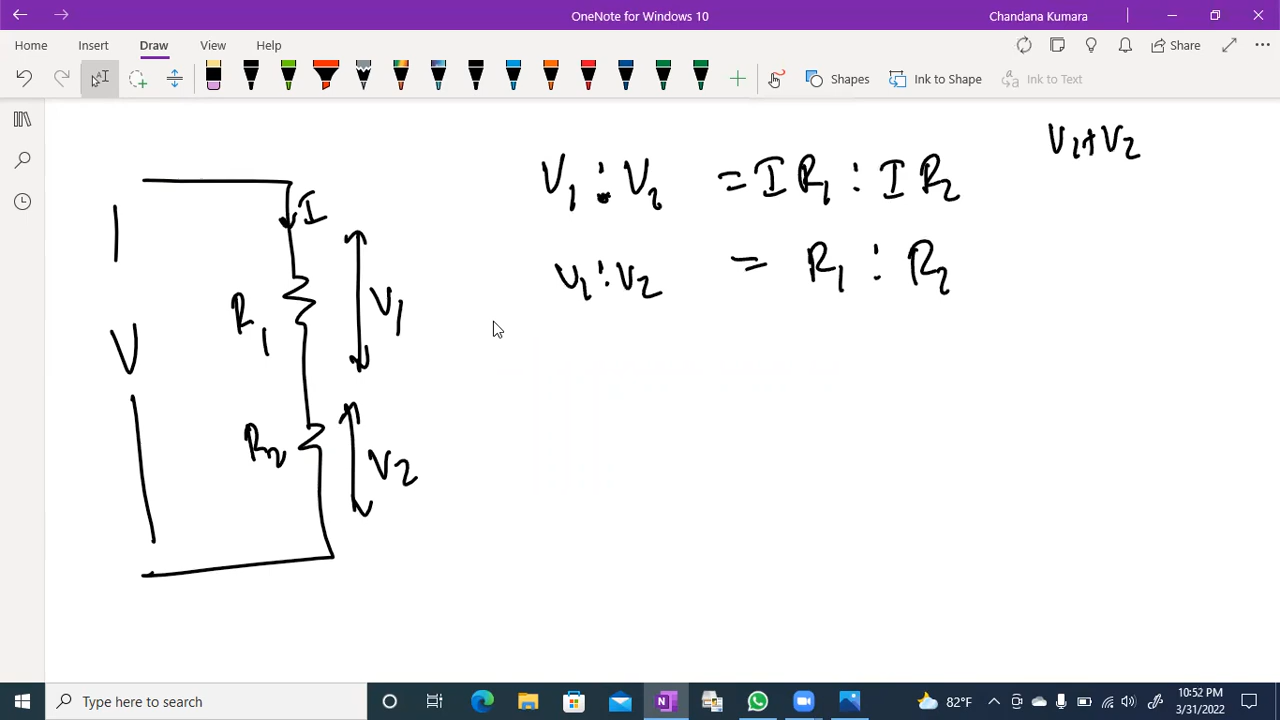 OneNote for Windows 10
Chandana Kumara
Home Insert Draw View Help
Share
Shapes
Ink to Shape
Ink to Text
V1+V2
V1 : V2 = IR1 : IR2
V1 : V2 = R1 : R2
I
R1
V1
V
R2
V2
Type here to search
82°F
10:52 PM
3/31/2022